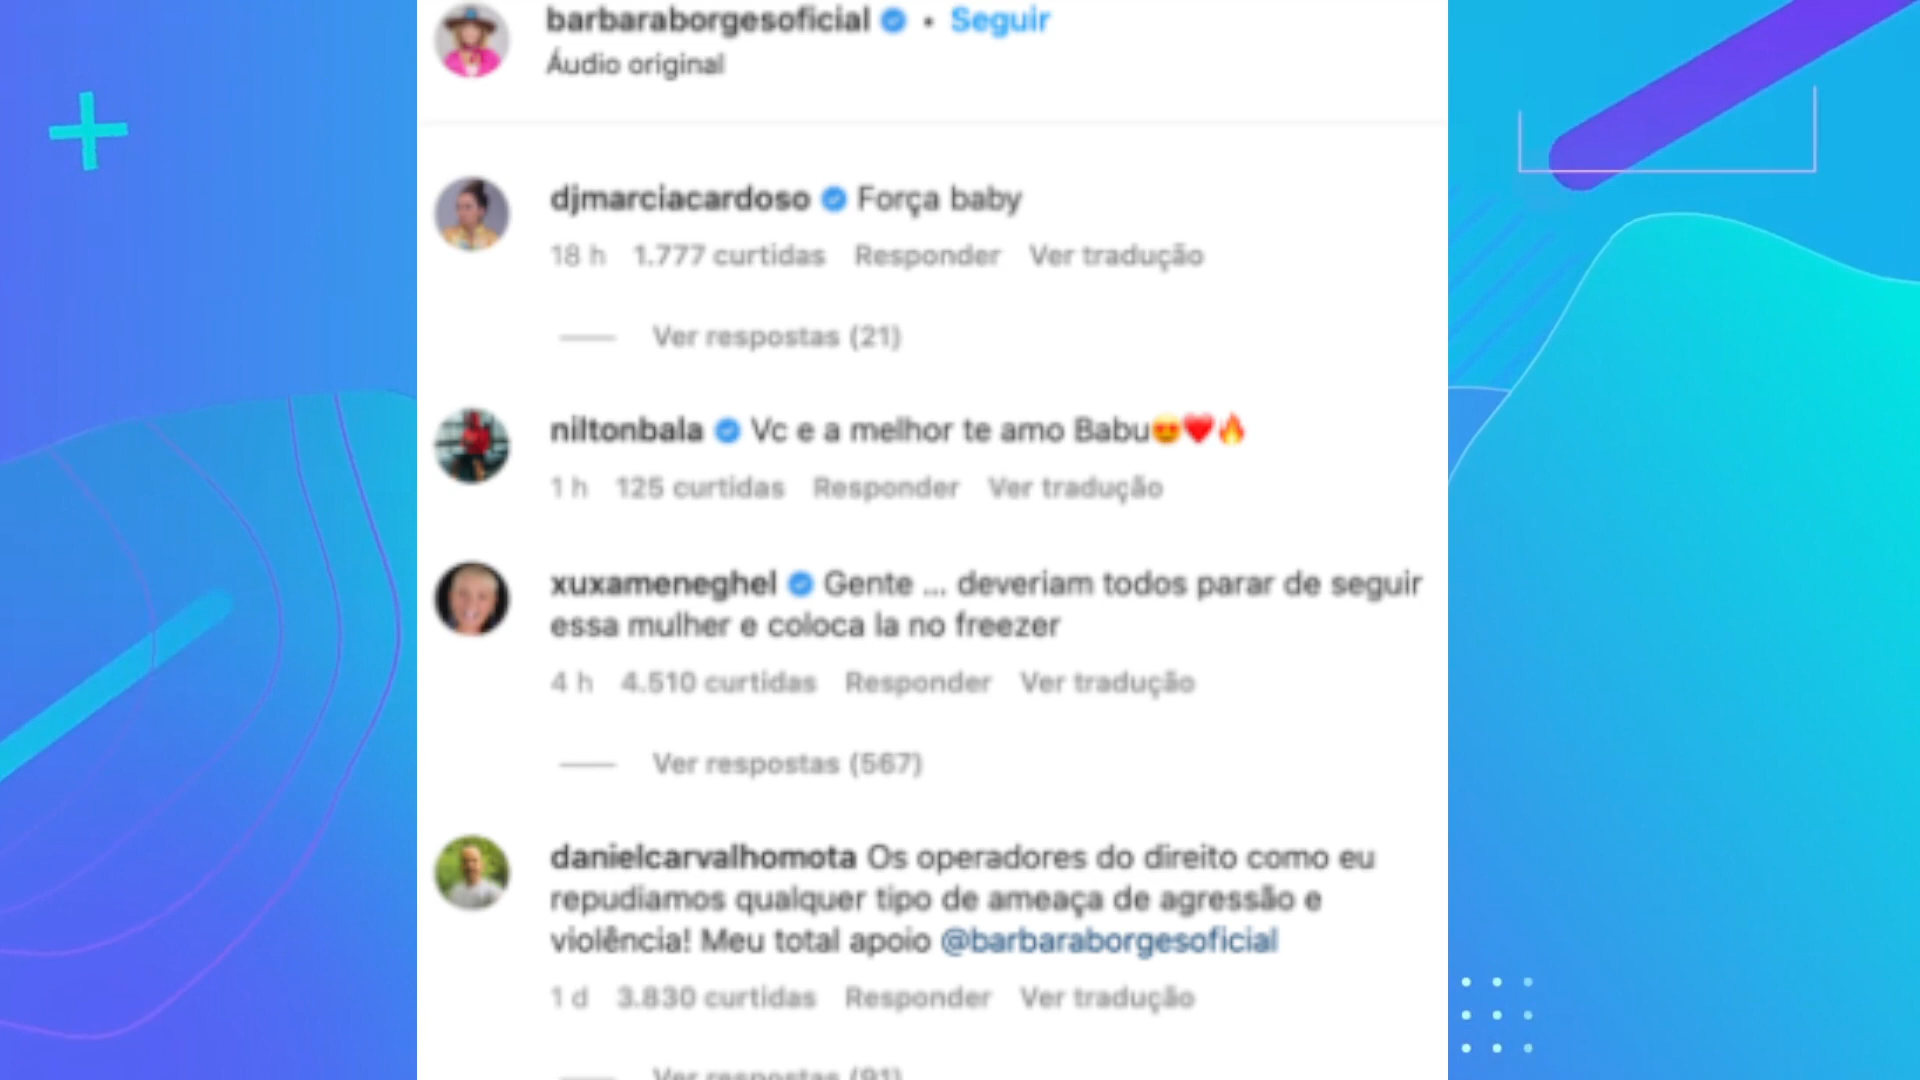 barbaraborgesoficial • Seguir
Áudio original
djmarciacardoso Força baby
18 h 1.777 curtidas Responder Ver tradução
Ver respostas (21)
niltonbala Vc e a melhor te amo Babu😍❤️🔥
1 h 125 curtidas Responder Ver tradução
xuxameneghel Gente ... deveriam todos parar de seguir
essa mulher e coloca la no freezer
4 h 4.510 curtidas Responder Ver tradução
Ver respostas (567)
danielcarvalhomota Os operadores do direito como eu
repudiamos qualquer tipo de ameaça de agressão e
violência! Meu total apoio @barbaraborgesoficial
1 d 3.830 curtidas Responder Ver tradução
Ver respostas (91)